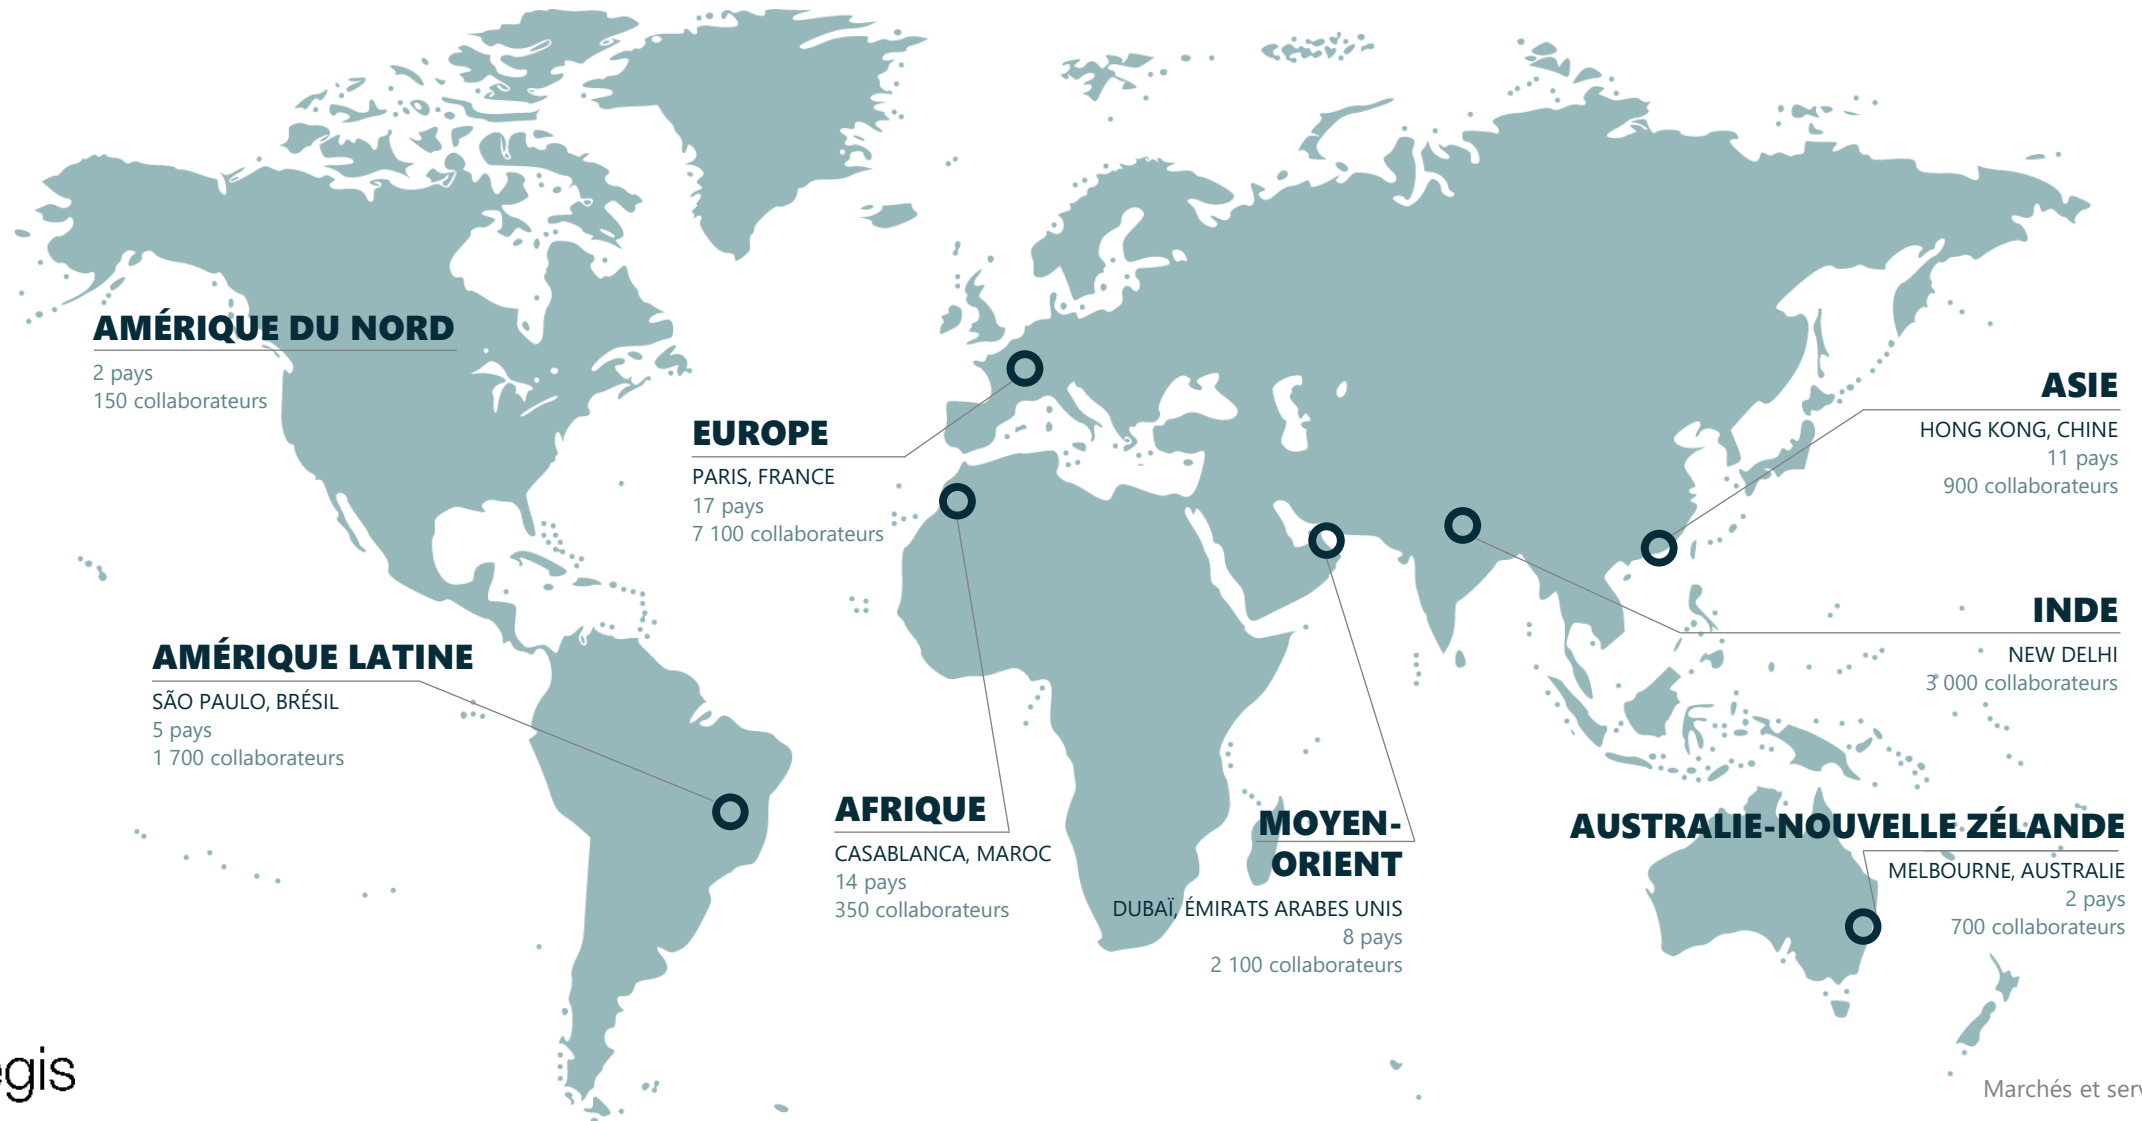 AMÉRIQUE DU NORD
2 pays
150 collaborateurs
EUROPE
PARIS, FRANCE
17 pays
7 100 collaborateurs
ASIE
HONG KONG, CHINE
11 pays
900 collaborateurs
INDE
NEW DELHI
3 000 collaborateurs
AMÉRIQUE LATINE
SÃO PAULO, BRÉSIL
5 pays
1 700 collaborateurs
AFRIQUE
CASABLANCA, MAROC
14 pays
350 collaborateurs
MOYEN-
ORIENT
DUBAÏ, ÉMIRATS ARABES UNIS
8 pays
2 100 collaborateurs
AUSTRALIE-NOUVELLE ZÉLANDE
MELBOURNE, AUSTRALIE
2 pays
700 collaborateurs
egis
Marchés et